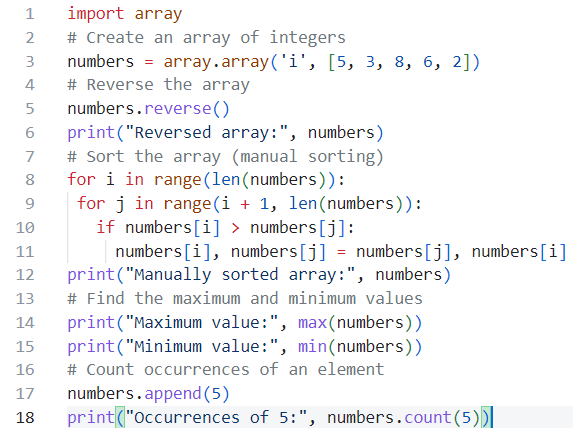 1 import array
2 # Create an array of integers
3 numbers = array.array('i', [5, 3, 8, 6, 2])
4 # Reverse the array
5 numbers.reverse()
6 print("Reversed array:", numbers)
7 # Sort the array (manual sorting)
8 for i in range(len(numbers)):
9  for j in range(i + 1, len(numbers)):
10   if numbers[i] > numbers[j]:
11     numbers[i], numbers[j] = numbers[j], numbers[i]
12 print("Manually sorted array:", numbers)
13 # Find the maximum and minimum values
14 print("Maximum value:", max(numbers))
15 print("Minimum value:", min(numbers))
16 # Count occurrences of an element
17 numbers.append(5)
18 print("Occurrences of 5:", numbers.count(5))